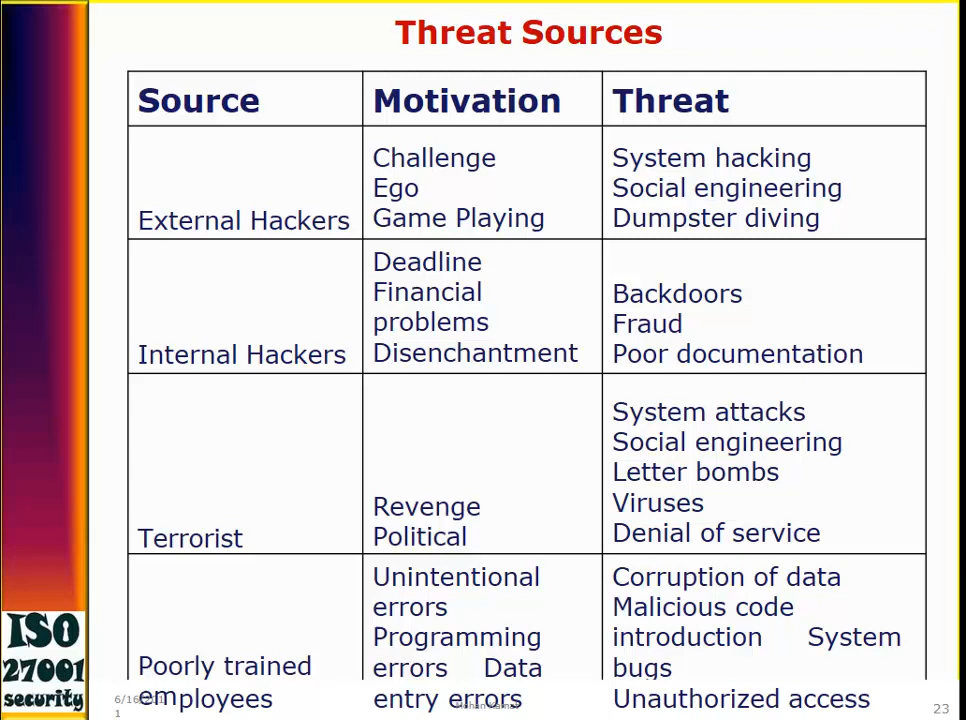 Threat Sources
Source Motivation Threat
External Hackers
Challenge
Ego
Game Playing
System hacking
Social engineering
Dumpster diving
Internal Hackers
Deadline
Financial
problems
Disenchantment
Backdoors
Fraud
Poor documentation
Terrorist
Revenge
Political
System attacks
Social engineering
Letter bombs
Viruses
Denial of service
Poorly trained
employees
Unintentional
errors
Programming
errors Data
entry errors
Corruption of data
Malicious code
introduction System
bugs
Unauthorized access
ISO
27001
security
23